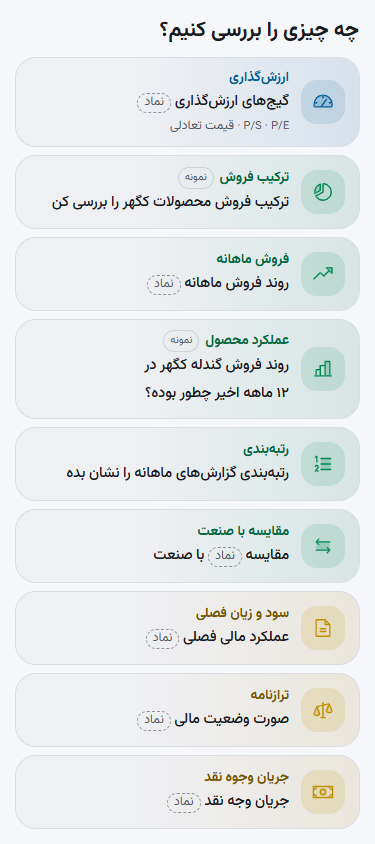 چه چیزی را بررسی کنیم؟
ارزش‌گذاری
گیج‌های ارزش‌گذاری نماد
P/E · P/S · قیمت تعادلی
ترکیب فروش نمونه
ترکیب فروش محصولات کگهر را بررسی کن
فروش ماهانه
روند فروش ماهانه نماد
عملکرد محصول نمونه
روند فروش گندله کگهر در
۱۲ ماهه اخیر چطور بوده؟
رتبه‌بندی
رتبه‌بندی گزارش‌های ماهانه را نشان بده
مقایسه با صنعت
مقایسه نماد با صنعت
سود و زیان فصلی
عملکرد مالی فصلی نماد
ترازنامه
صورت وضعیت مالی نماد
جریان وجوه نقد
جریان وجه نقد نماد